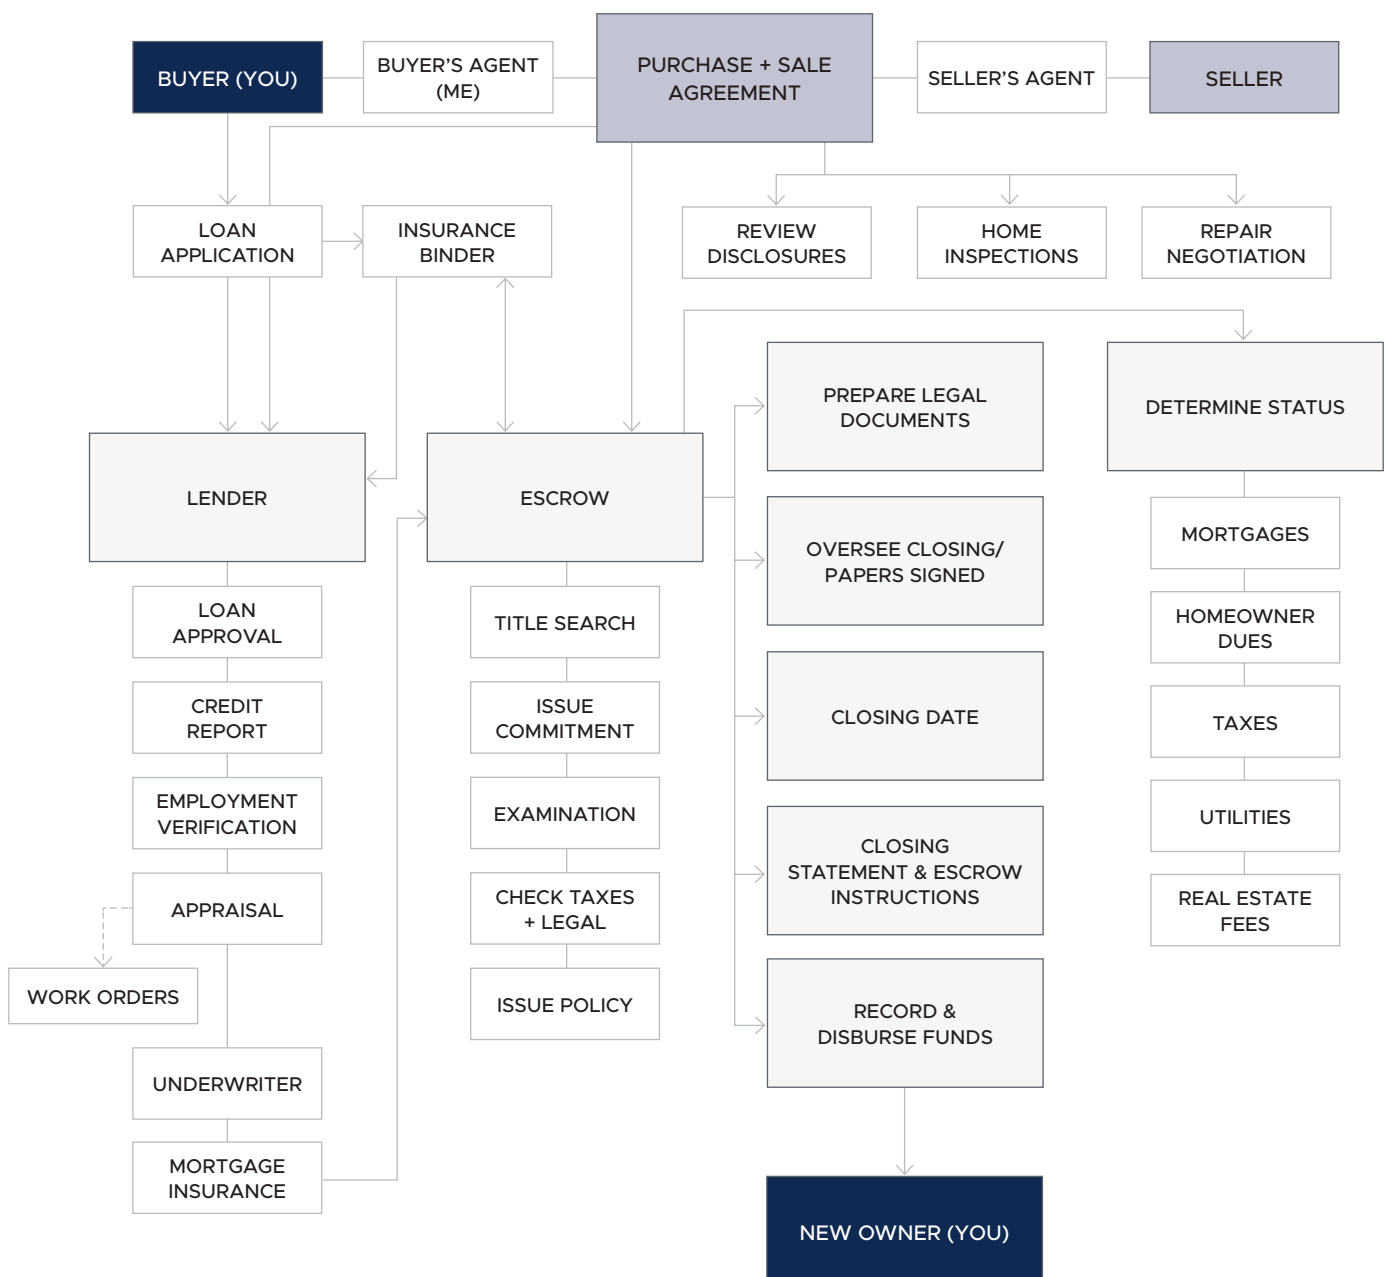 BUYER (YOU)
BUYER'S AGENT
(ME)
PURCHASE + SALE
AGREEMENT
SELLER'S AGENT
SELLER
LOAN
APPLICATION
INSURANCE
BINDER
REVIEW
DISCLOSURES
HOME
INSPECTIONS
REPAIR
NEGOTIATION
LENDER
LOAN
APPROVAL
CREDIT
REPORT
EMPLOYMENT
VERIFICATION
APPRAISAL
WORK ORDERS
UNDERWRITER
MORTGAGE
INSURANCE
ESCROW
TITLE SEARCH
ISSUE
COMMITMENT
EXAMINATION
CHECK TAXES
+ LEGAL
ISSUE POLICY
PREPARE LEGAL
DOCUMENTS
OVERSEE CLOSING/
PAPERS SIGNED
CLOSING DATE
CLOSING
STATEMENT & ESCROW
INSTRUCTIONS
RECORD &
DISBURSE FUNDS
NEW OWNER (YOU)
DETERMINE STATUS
MORTGAGES
HOMEOWNER
DUES
TAXES
UTILITIES
REAL ESTATE
FEES